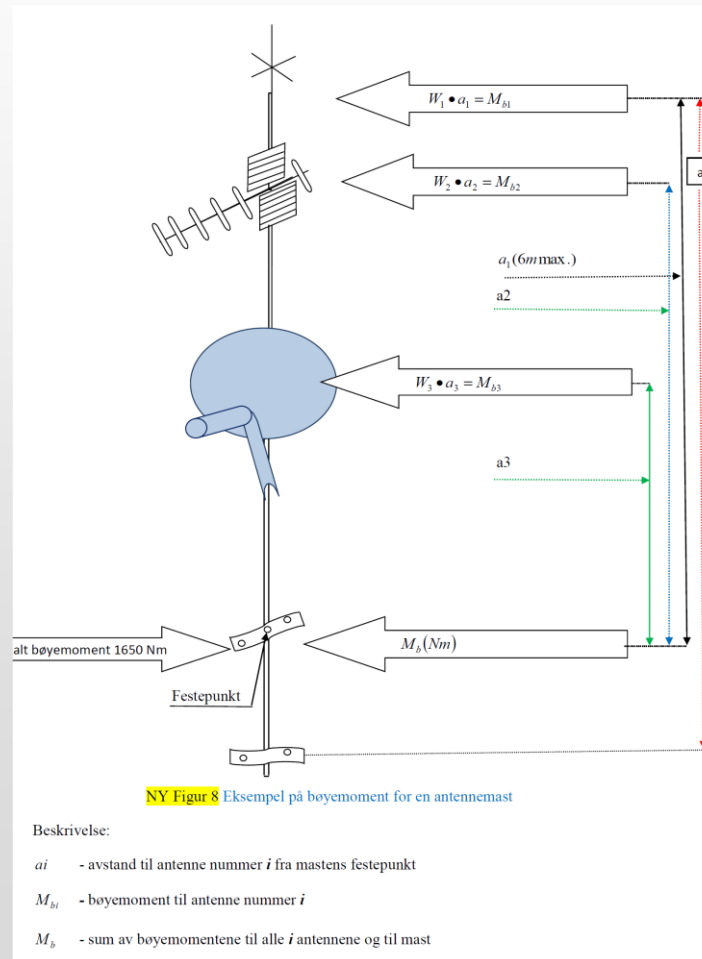 W₁ • a₁ = M_b1
a
W₂ • a₂ = M_b2
a₁(6m max.)
a2
W₃ • a₃ = M_b3
a3
alt bøyemoment 1650 Nm
M_b(Nm)
Festepunkt
NY Figur 8 Eksempel på bøyemoment for en antennemast
Beskrivelse:
ai - avstand til antenne nummer i fra mastens festepunkt
M_bi - bøyemoment til antenne nummer i
M_b - sum av bøyemomentene til alle i antennene og til mast